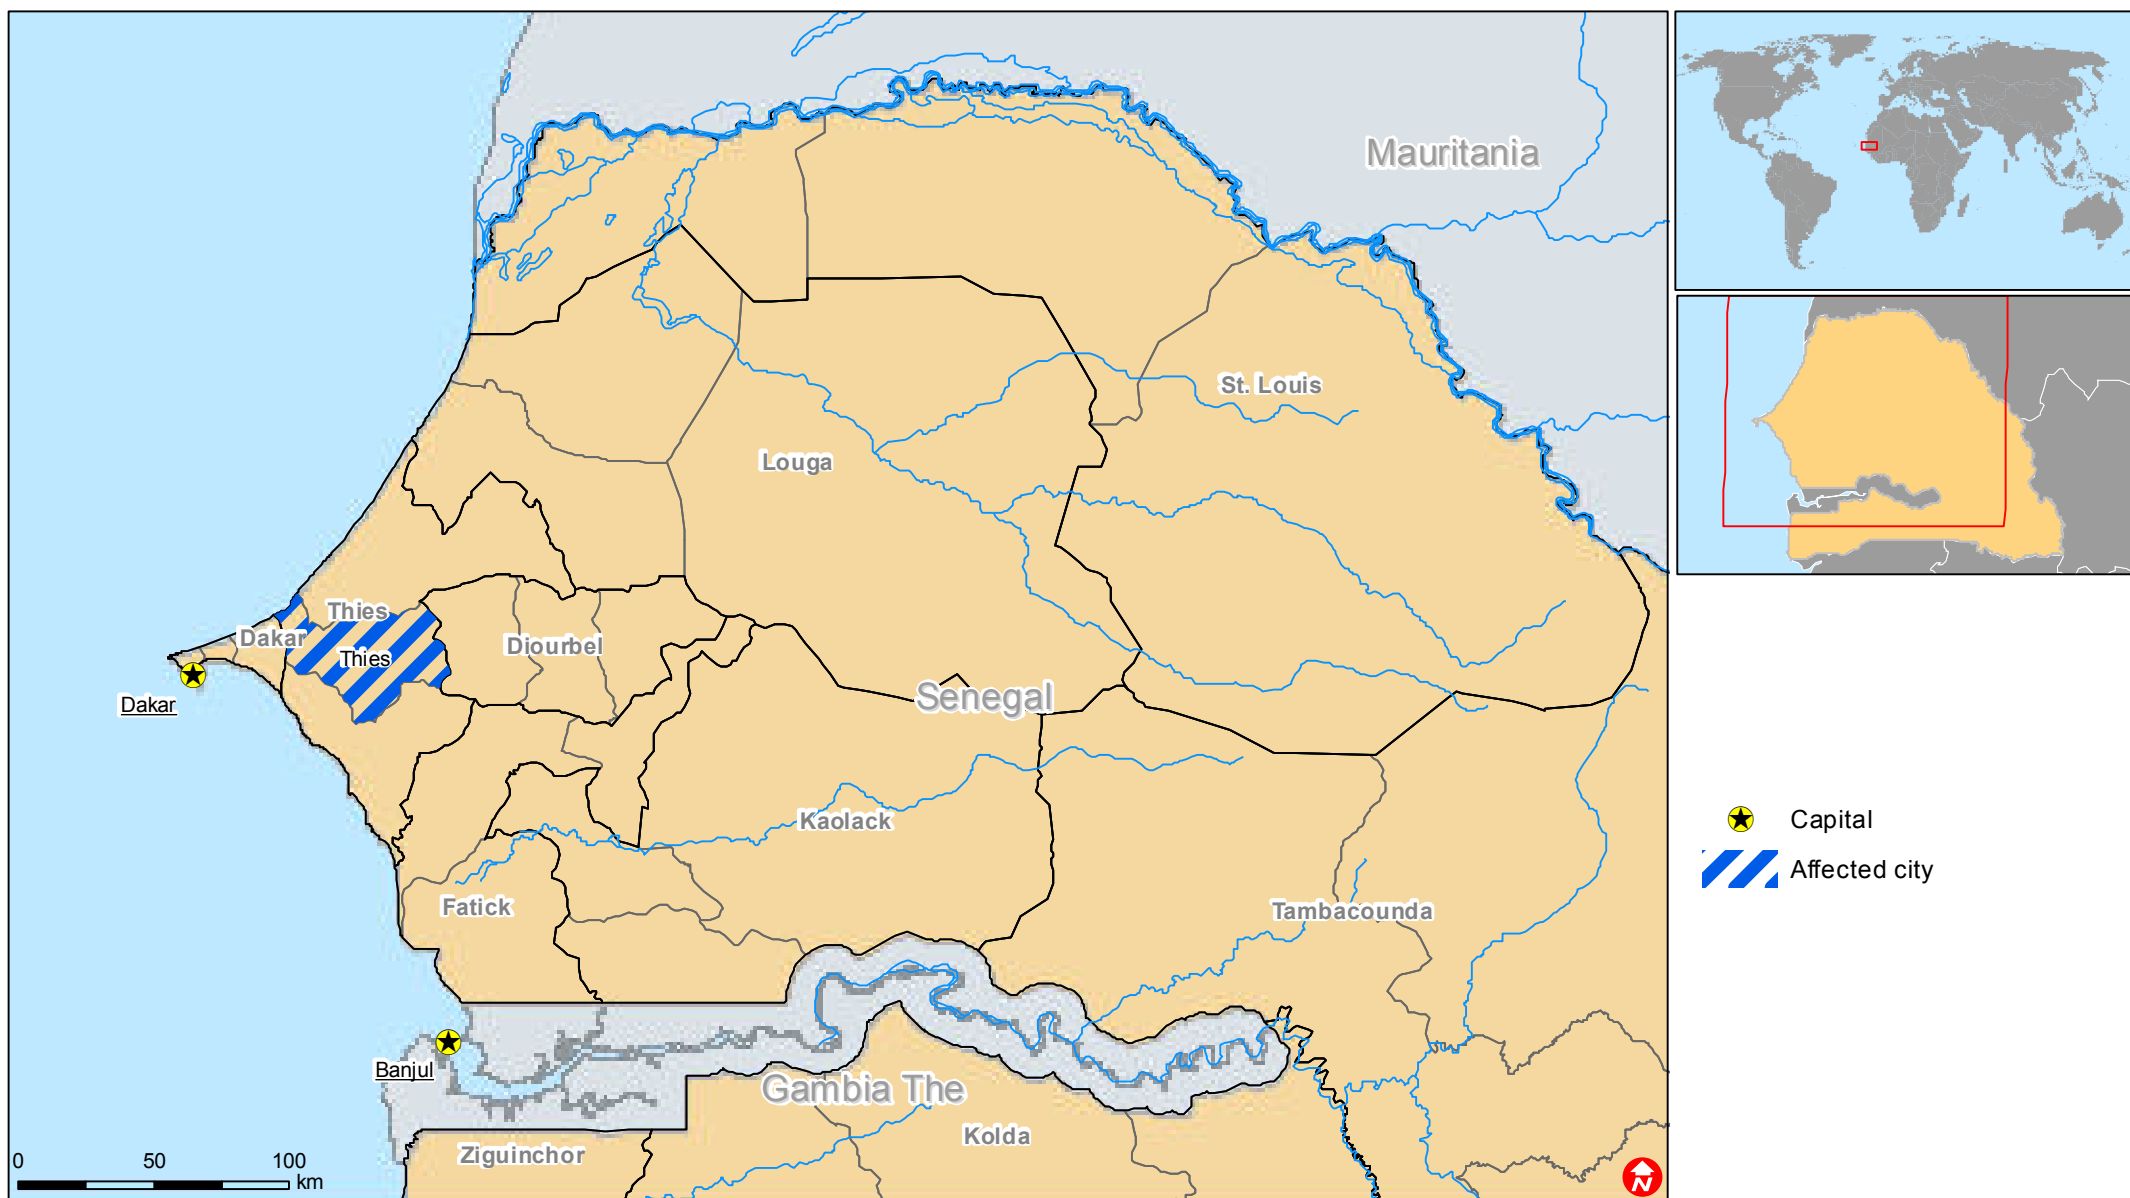 Mauritania
St. Louis
Louga
Thies
Dakar
Diourbel
Thies
Senegal
Dakar
Kaolack
Fatick
Tambacounda
Banjul
Gambia The
Kolda
Ziguinchor
0 50 100
km
N
Capital
Affected city